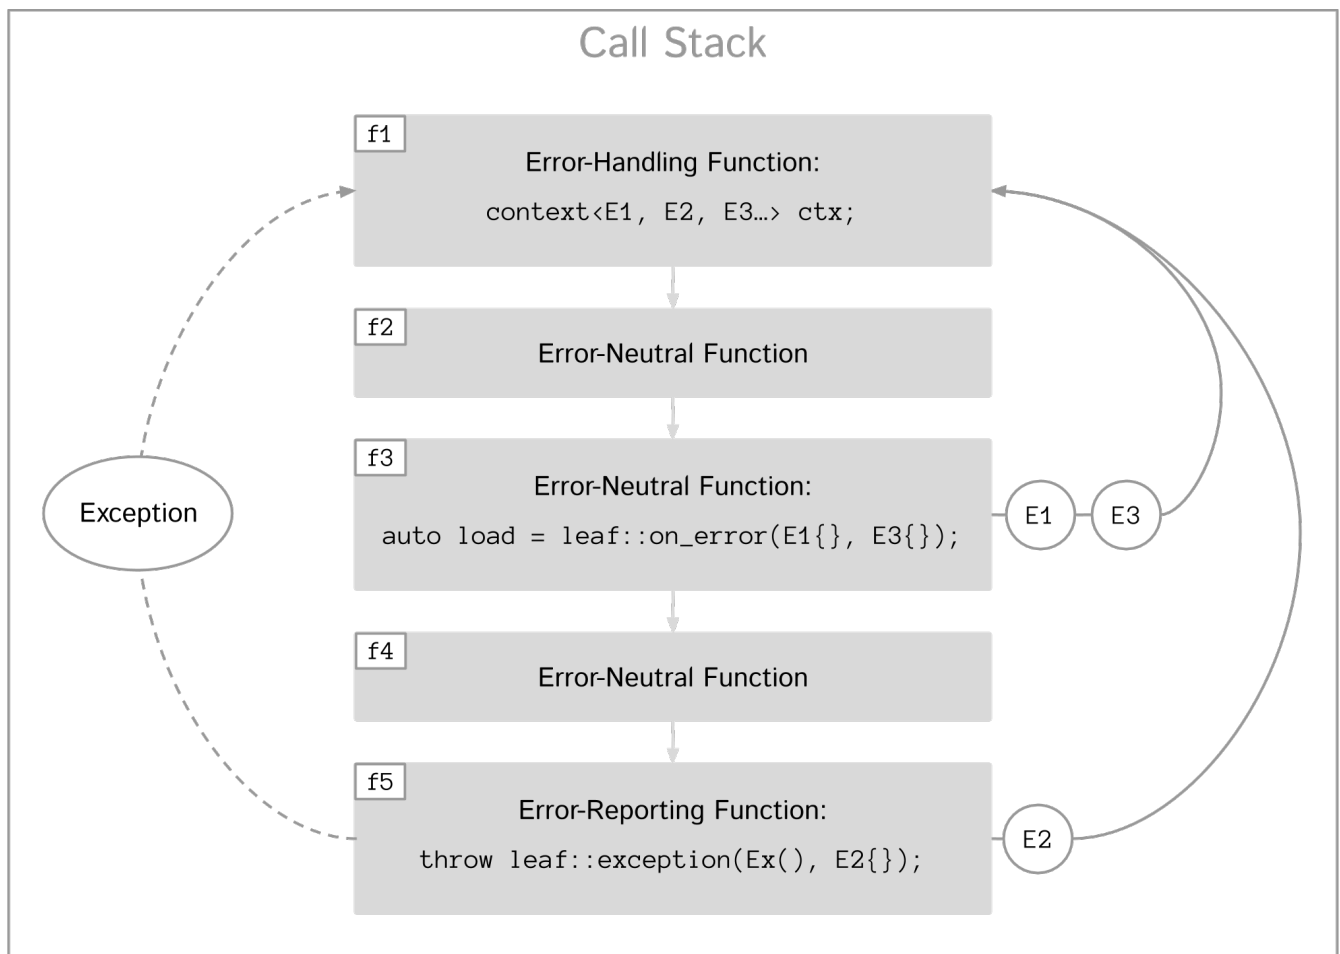 Call Stack
f1
Error-Handling Function:
context<E1, E2, E3…> ctx;
f2
Error-Neutral Function
f3
Error-Neutral Function:
auto load = leaf::on_error(E1{}, E3{});
E1
E3
Exception
f4
Error-Neutral Function
f5
Error-Reporting Function:
throw leaf::exception(Ex(), E2{});
E2